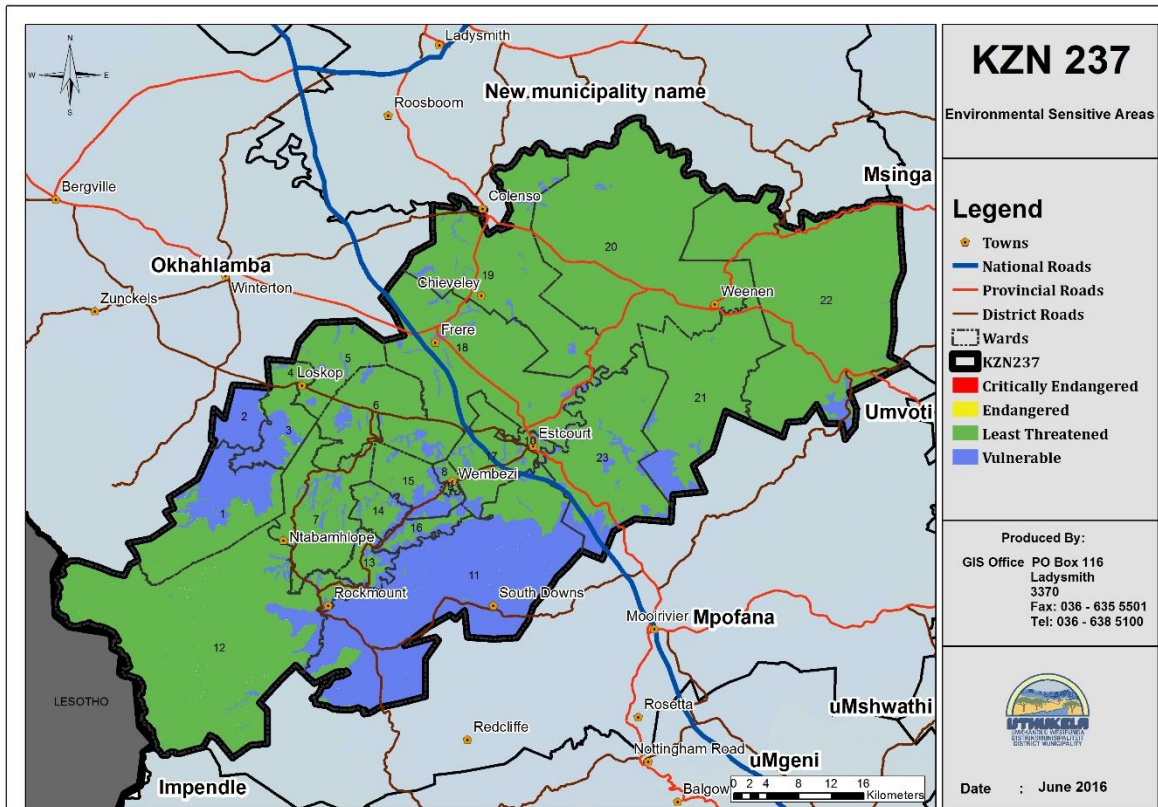 N
W E
S
Ladysmith
Roosboom
New.municipality name
Bergville
Msinga
Colenso
20
Okhahlamba
19
Winterton
Chieveley
Zunckels
Weenen
22
Frere
18
5
4
Loskop
2
6
21
Umvoti
3
10
Estcourt
17
23
8
Wembezi
15
9
1
7
14
16
Ntabamhlope
13
11
Rockmount
South Downs
Mooirivier
Mpofana
12
LESOTHO
Rosetta
uMshwathi
Redcliffe
Nottingham Road
uMgeni
Impendle
Balgow
0 2 4 8 12 16
Kilometers
KZN 237
Environmental Sensitive Areas
Legend
Towns
National Roads
Provincial Roads
District Roads
Wards
KZN237
Critically Endangered
Endangered
Least Threatened
Vulnerable
Produced By:
GIS Office PO Box 116
Ladysmith
3370
Fax: 036 - 635 5501
Tel: 036 - 638 5100
UTHUKELA
DISTRICT MUNICIPALITY
Date : June 2016